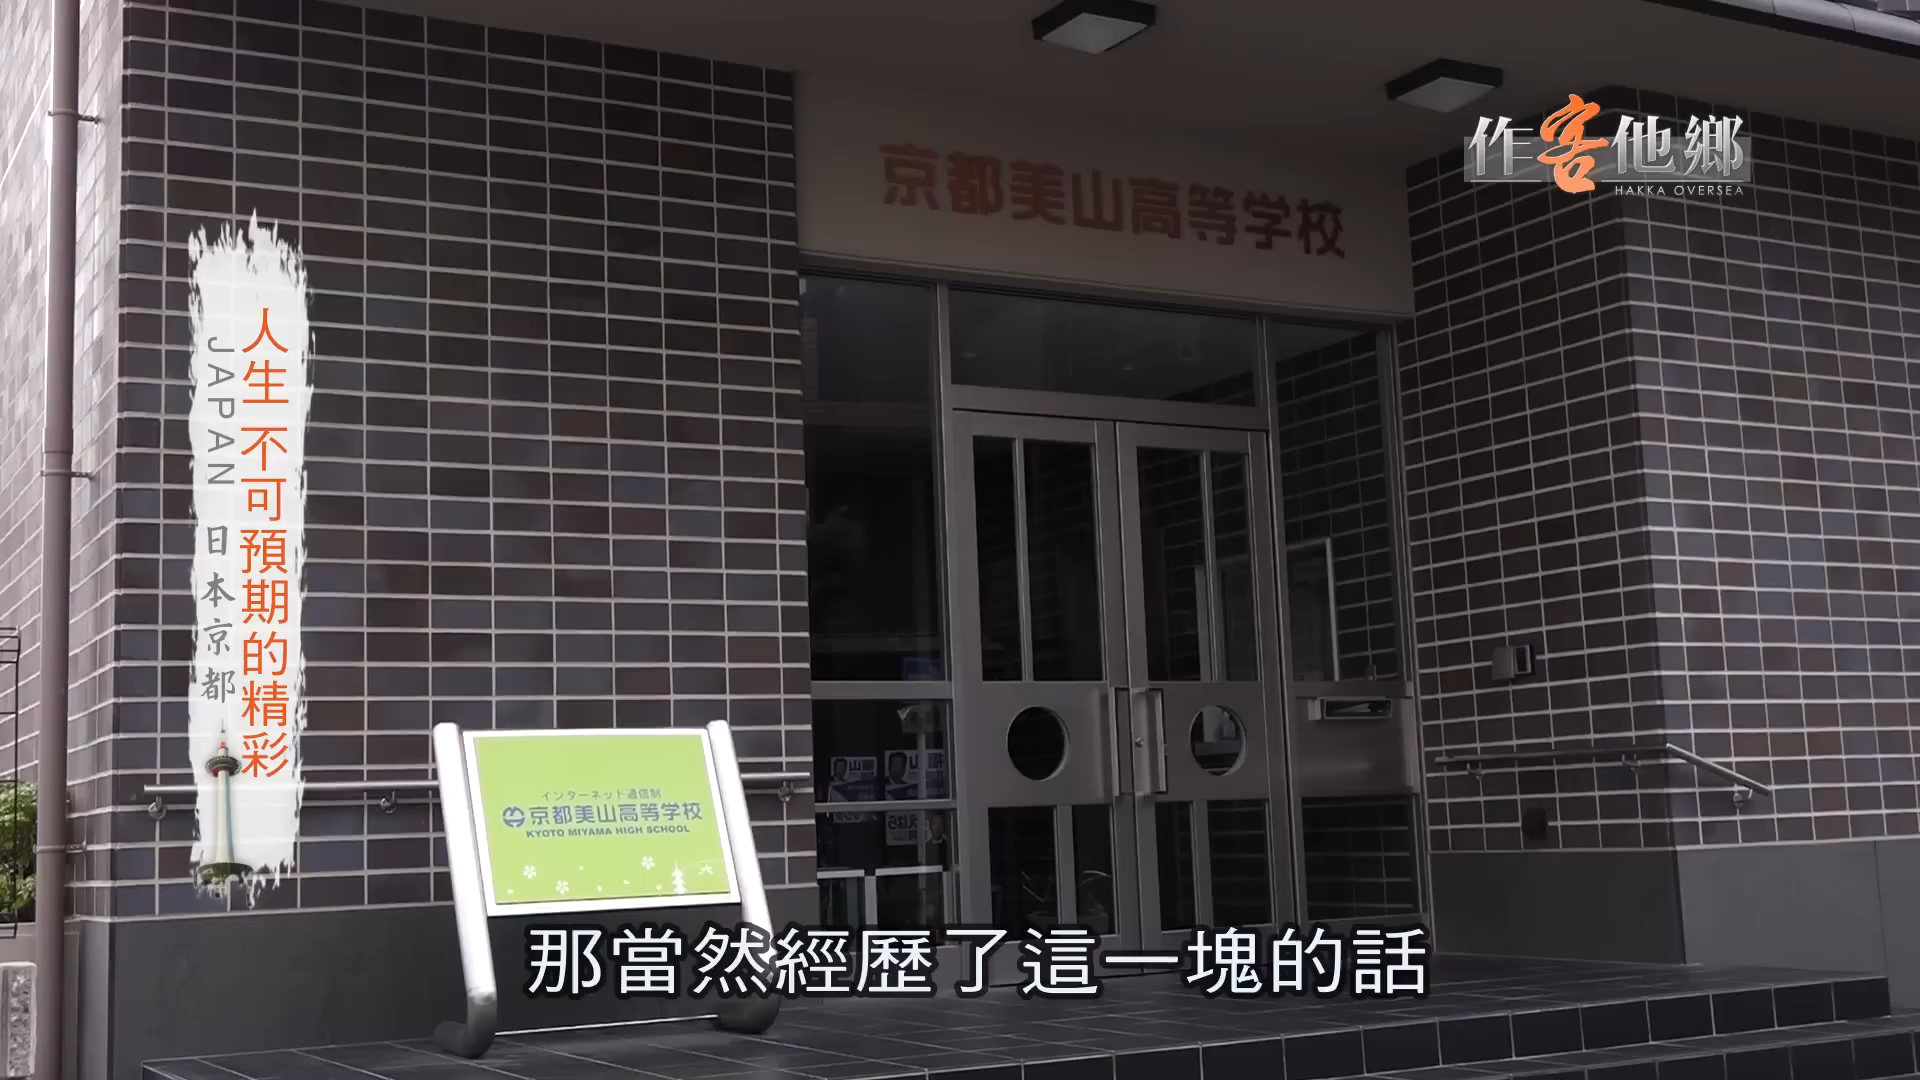 作客他鄉
HAKKA OVERSEA
京都美山高等学校
人生 不可預期的精彩
JAPAN 日本京都
インターネット通信制
京都美山高等学校
KYOTO MIYAMA HIGH SCHOOL
那當然經歷了這一塊的話